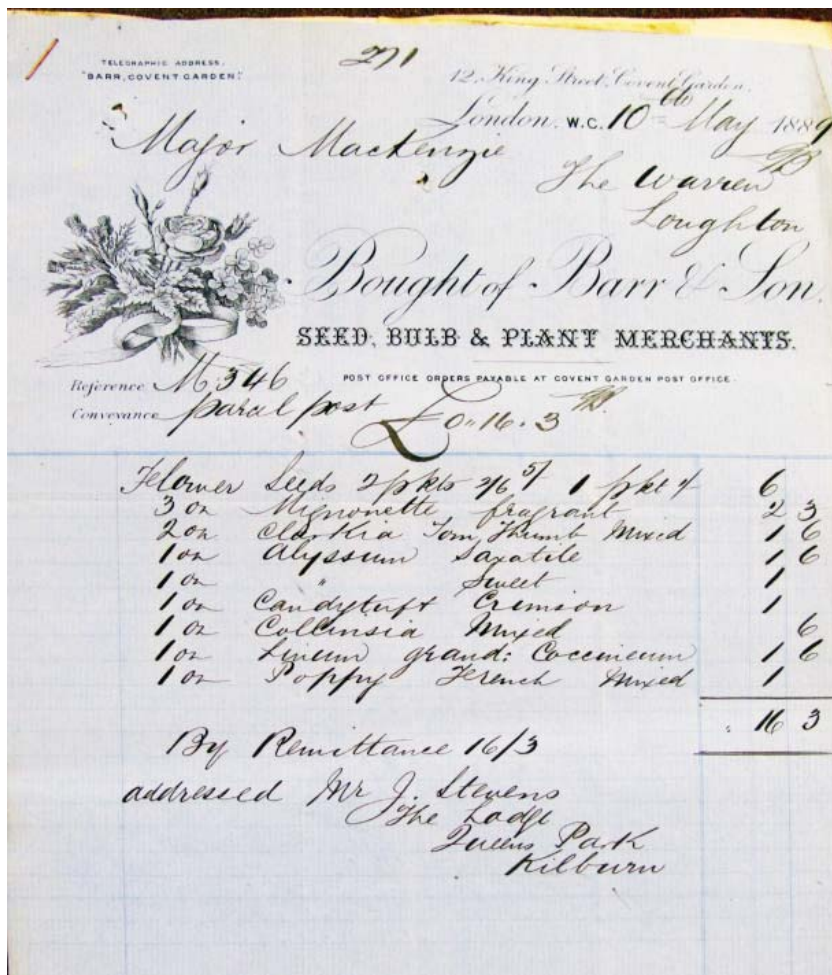 TELEGRAPHIC ADDRESS.
"BARR, COVENT GARDEN."
271
12, King Street, Covent Garden,
London, W.C. 10th May 1889
Major MacKenzie
The Warren
Loughton
Bought of Barr & Son,
SEED, BULB & PLANT MERCHANTS.
POST OFFICE ORDERS PAYABLE AT COVENT GARDEN POST OFFICE.
Reference M.346
Conveyance parcel post
£0"16"3
Flower Seeds 2 pkts 2/6 5/ 1 pkt 1/ 6
3 oz Mignonette fragrant 2 3
2 oz Clarkia Tom Thumb Mixed 1 6
1 oz Alyssum Saxatile 1 6
1 oz " Sweet 1
1 oz Candytuft Crimson 1
1 oz Collinsia Mixed 6
1 oz Linum grand: Coccineum 1 6
1 oz Poppy French Mixed 1
16 3
By Remittance 16/3
addressed Mr J. Stevens
The Lodge
Queens Park
Kilburn